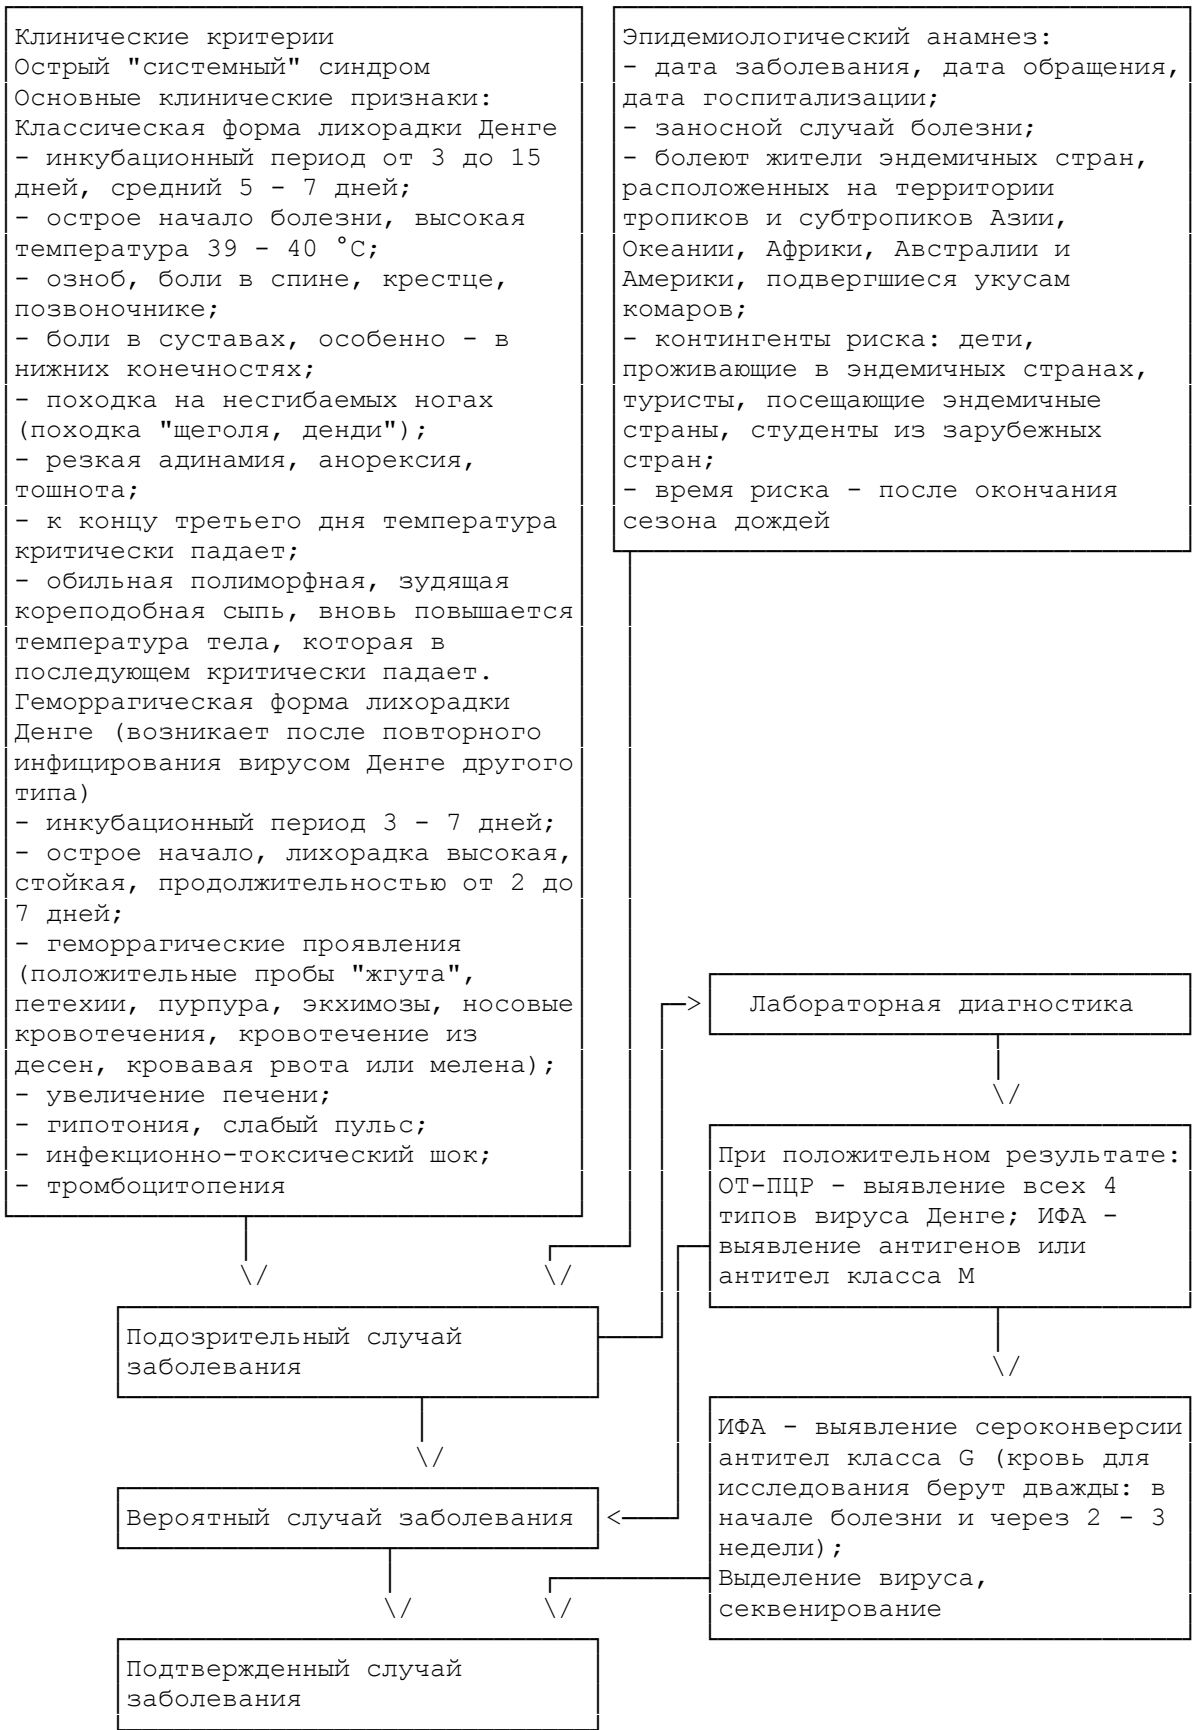 Клинические критерии
Острый "системный" синдром
Основные клинические признаки:
Классическая форма лихорадки Денге
- инкубационный период от 3 до 15
дней, средний 5 - 7 дней;
- острое начало болезни, высокая
температура 39 - 40 °C;
- озноб, боли в спине, крестце,
позвоночнике;
- боли в суставах, особенно - в
нижних конечностях;
- походка на несгибаемых ногах
(походка "щеголя, денди");
- резкая адинамия, анорексия,
тошнота;
- к концу третьего дня температура
критически падает;
- обильная полиморфная, зудящая
кореподобная сыпь, вновь повышается
температура тела, которая в
последующем критически падает.
Геморрагическая форма лихорадки
Денге (возникает после повторного
инфицирования вирусом Денге другого
типа)
- инкубационный период 3 - 7 дней;
- острое начало, лихорадка высокая,
стойкая, продолжительностью от 2 до
7 дней;
- геморрагические проявления
(положительные пробы "жгута",
петехии, пурпура, экхимозы, носовые
кровотечения, кровотечение из
десен, кровавая рвота или мелена);
- увеличение печени;
- гипотония, слабый пульс;
- инфекционно-токсический шок;
- тромбоцитопения
Эпидемиологический анамнез:
- дата заболевания, дата обращения,
дата госпитализации;
- заносной случай болезни;
- болеют жители эндемичных стран,
расположенных на территории
тропиков и субтропиков Азии,
Океании, Африки, Австралии и
Америки, подвергшиеся укусам
комаров;
- контингенты риска: дети,
проживающие в эндемичных странах,
туристы, посещающие эндемичные
страны, студенты из зарубежных
стран;
- время риска - после окончания
сезона дождей
Лабораторная диагностика
При положительном результате:
ОТ-ПЦР - выявление всех 4
типов вируса Денге; ИФА -
выявление антигенов или
антител класса M
Подозрительный случай
заболевания
ИФА - выявление сероконверсии
антител класса G (кровь для
исследования берут дважды: в
начале болезни и через 2 - 3
недели);
Выделение вируса,
секвенирование
Вероятный случай заболевания
Подтвержденный случай
заболевания